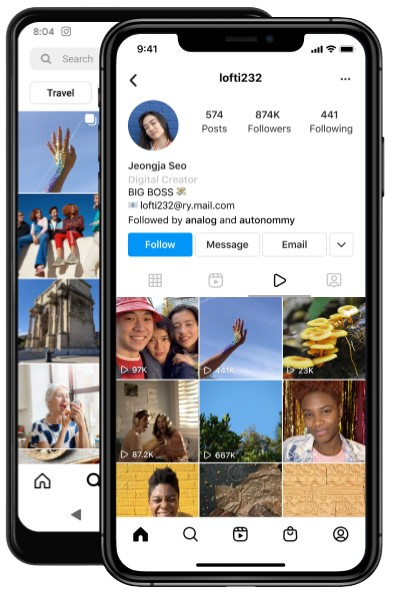 8:04
Search
Travel
9:41
lofti232
574
874K
441
Posts
Followers
Following
Jeongja Seo
Digital Creator
BIG BOSS
lofti232@ry.mail.com
Followed by analog and autonommy
Follow
Message
Email
97K
441K
23K
87.2K
667K